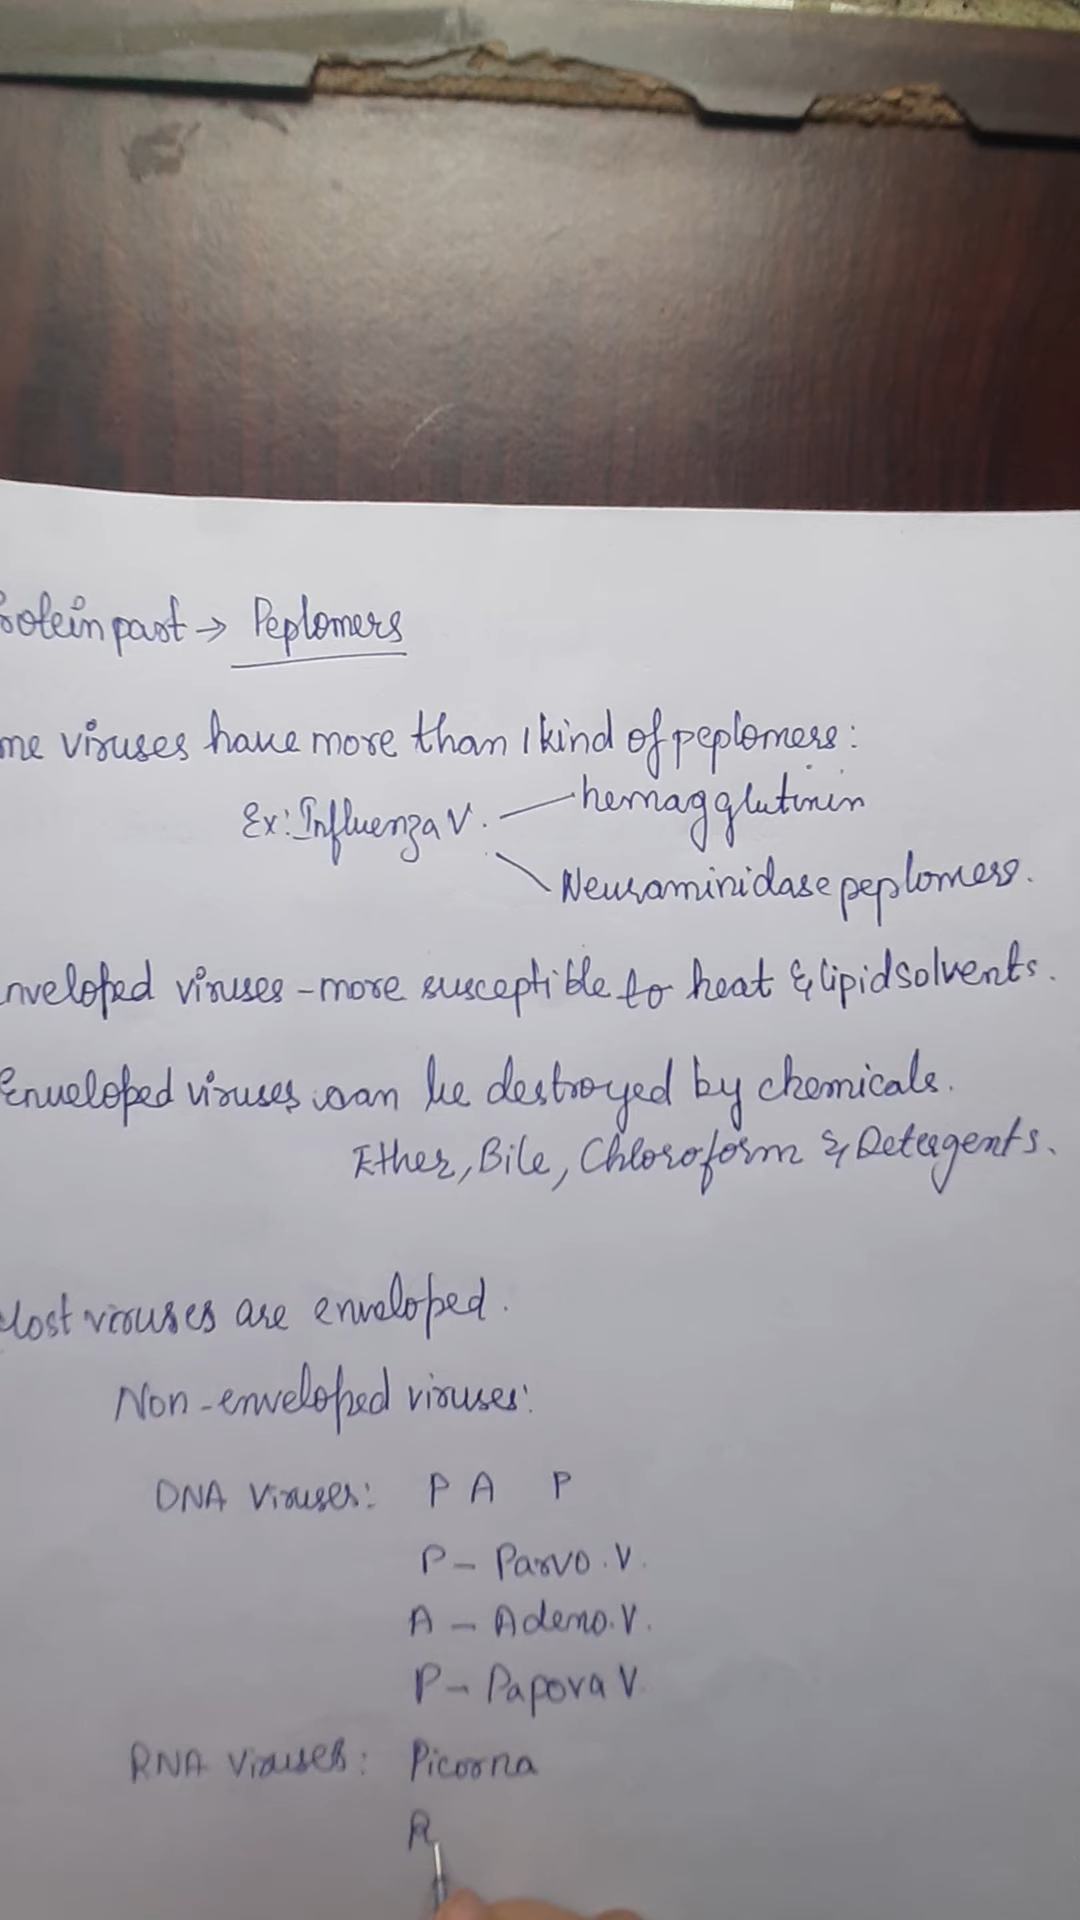 rotein part → Peplomers
me viruses have more than 1 kind of peplomers:
Ex: Influenza V. hemagglutinin
Neuraminidase peplomers.
nveloped viruses - more susceptible to heat & lipid solvents.
Enveloped viruses can be destroyed by chemicals.
Ether, Bile, Chloroform & Detergents.
Most viruses are enveloped.
Non-enveloped viruses:
DNA Viruses: P A P
P - Parvo. V.
A - Adeno. V.
P - Papova V.
RNA Viruses: Picorna
R